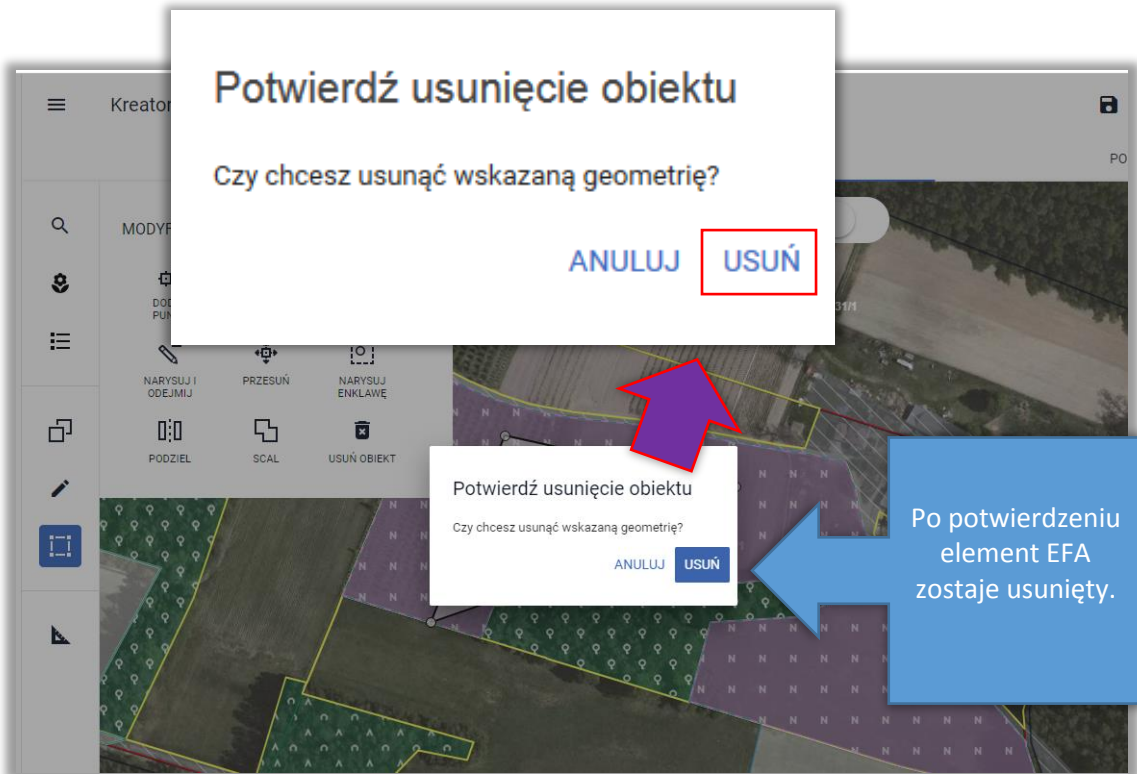 Potwierdź usunięcie obiektu
Czy chcesz usunąć wskazaną geometrię?
ANULUJ USUŃ
Kreator
PO
MODYF
31/1
NARYSUJ I
ODEJMIJ
PRZESUŃ
NARYSUJ
ENKLAWĘ
PODZIEL
SCAL
USUŃ OBIEKT
Potwierdź usunięcie obiektu
Czy chcesz usunąć wskazaną geometrię?
ANULUJ USUŃ
Po potwierdzeniu
element EFA
zostaje usunięty.